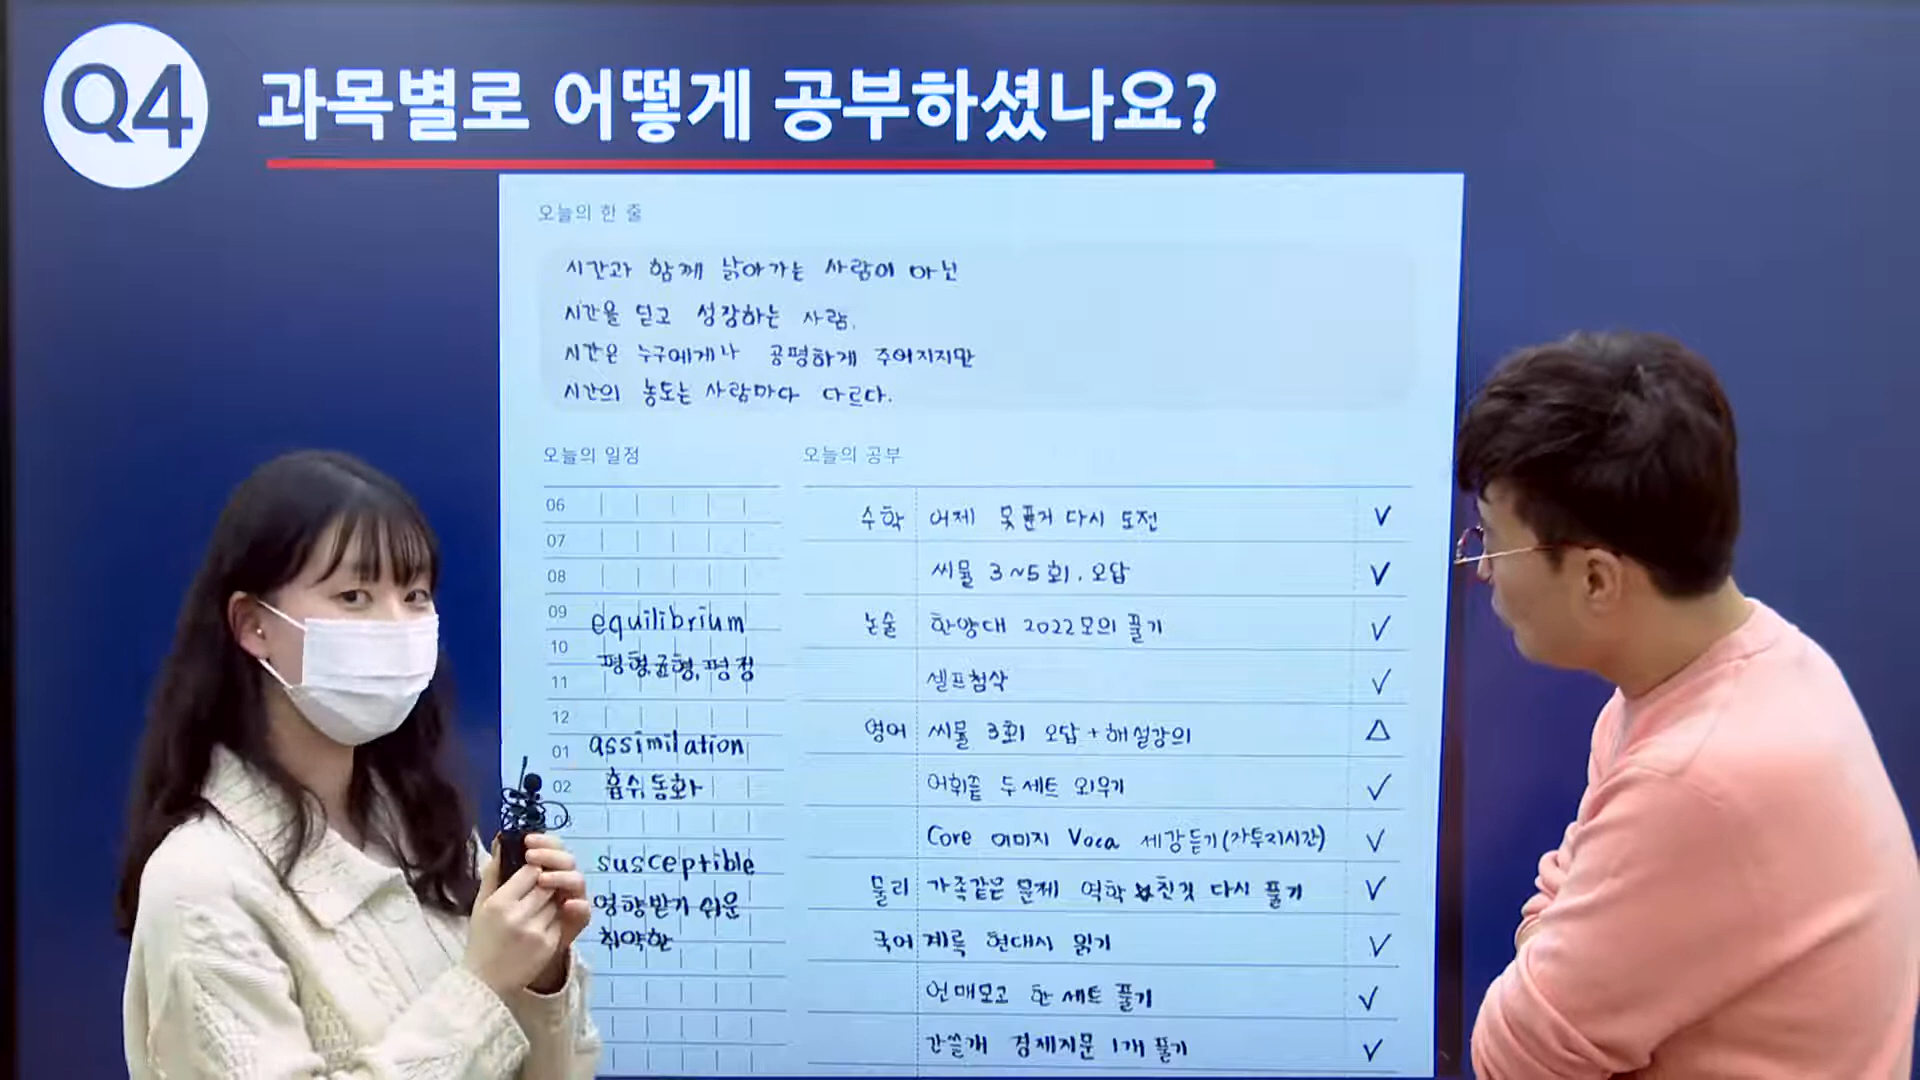 Q4 과목별로 어떻게 공부하셨나요?
오늘의 한 줄
시간과 함께 낡아가는 사람이 아닌
시간을 딛고 성장하는 사람.
시간은 누구에게나 공평하게 주어지지만
시간의 농도는 사람마다 다르다.
오늘의 일정
06
07
08
09
equilibrium
10
평형,균형,평정
11
12
assimilation
01
02
흡수,동화
susceptible
영향받기 쉬운
취약한
오늘의 공부
수학 어제 못푼거 다시 도전 V
씨뮬 3~5회. 오답 V
논술 한양대 2022모의 풀기 V
셀프첨삭 V
영어 씨뮬 3회 오답 + 해설강의 △
어휘끝 두 세트 외우기 V
Core 이미지 Voca 세강듣기(자투리시간) V
물리 가족같은 문제 역학 친것 다시 풀기 V
국어 계륵 현대시 읽기 V
언매모고 한 세트 풀기 V
간쓸개 경제지문 1개 풀기 V